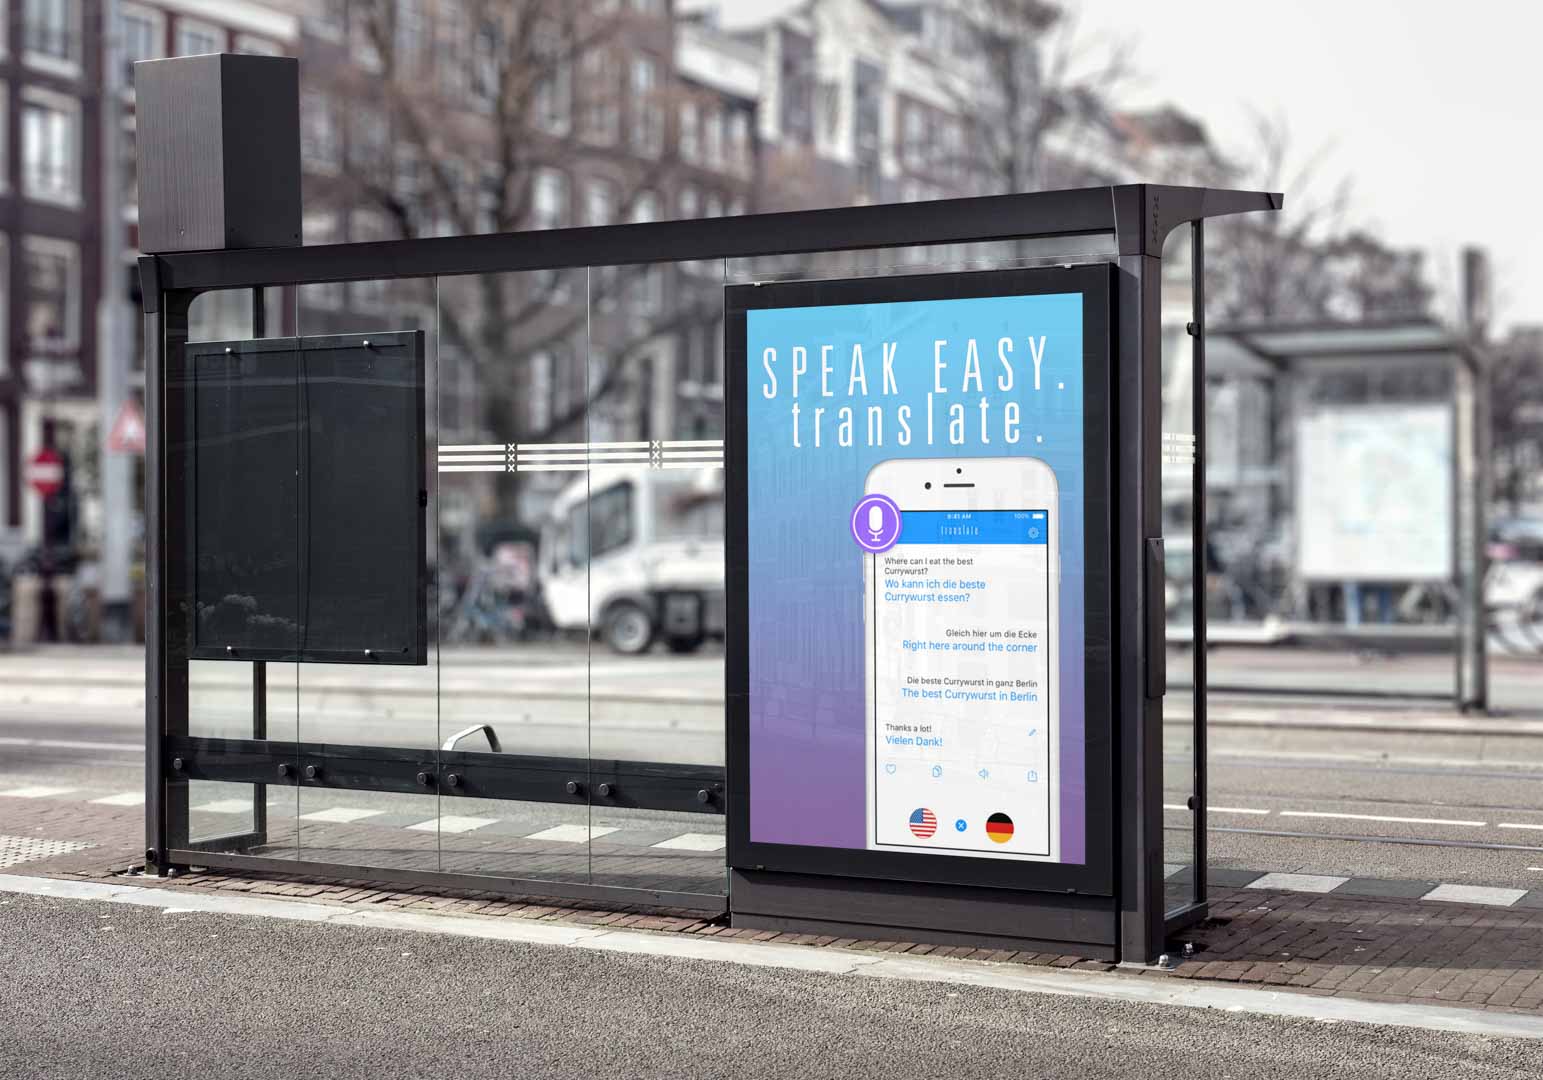 SPEAK EASY.
translate.
9:45 AM
100%
translate
Where can I eat the best
Currywurst?
Wo kann ich die beste
Currywurst essen?
Gleich hier um die Ecke
Right here around the corner
Die beste Currywurst in ganz Berlin
The best Currywurst in Berlin
Thanks a lot!
Vielen Dank!